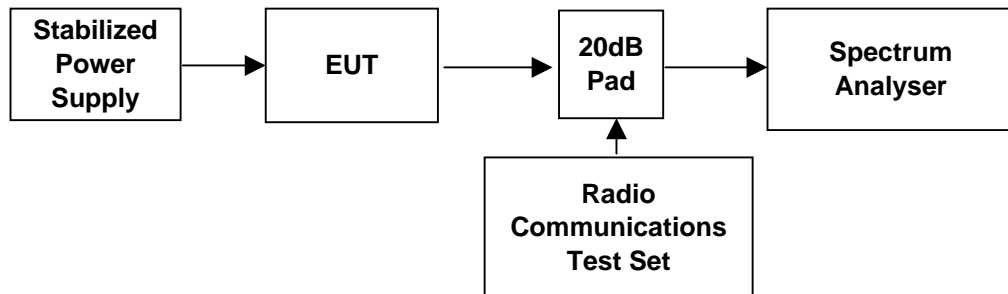 Stabilized
Power
Supply
EUT
20dB
Pad
Spectrum
Analyser
Radio
Communications
Test Set